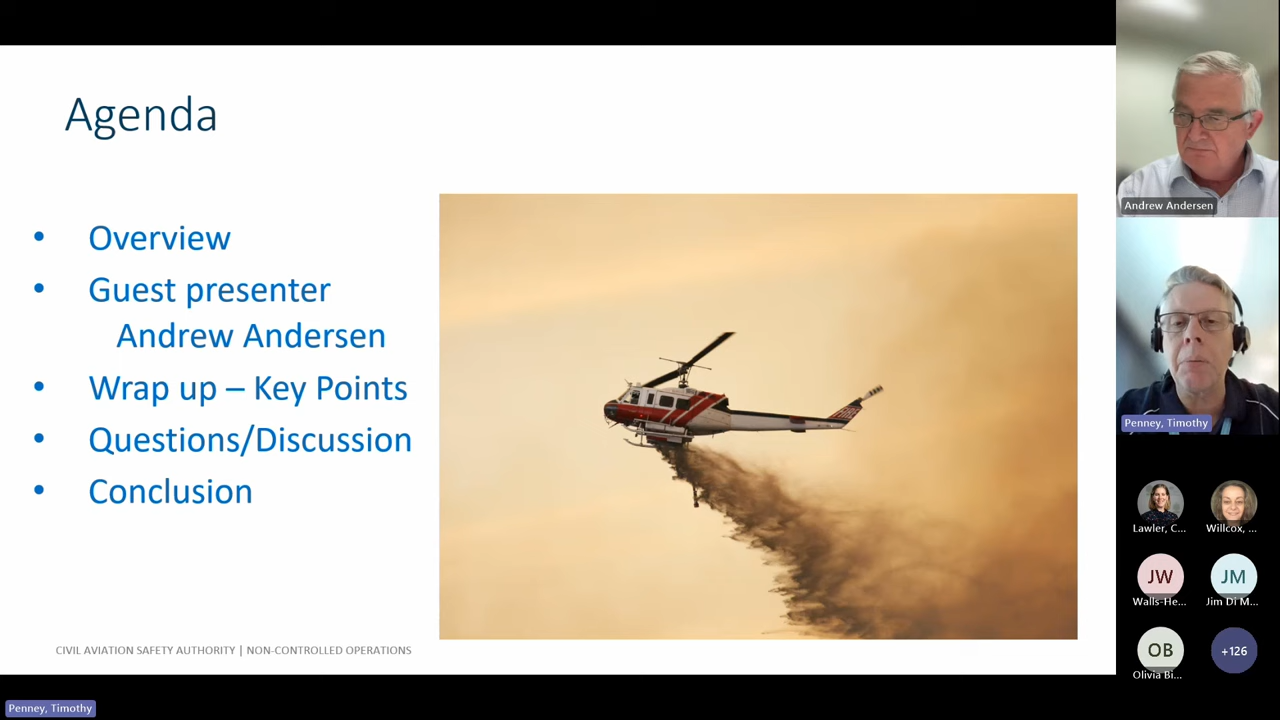 Agenda
• Overview
• Guest presenter
Andrew Andersen
• Wrap up – Key Points
• Questions/Discussion
• Conclusion
CIVIL AVIATION SAFETY AUTHORITY | NON-CONTROLLED OPERATIONS
Andrew Andersen
Penney, Timothy
Lawler, C...
Willcox, ...
JW
Walls-He...
JM
Jim Di M...
OB
Olivia Bi...
+126
Penney, Timothy